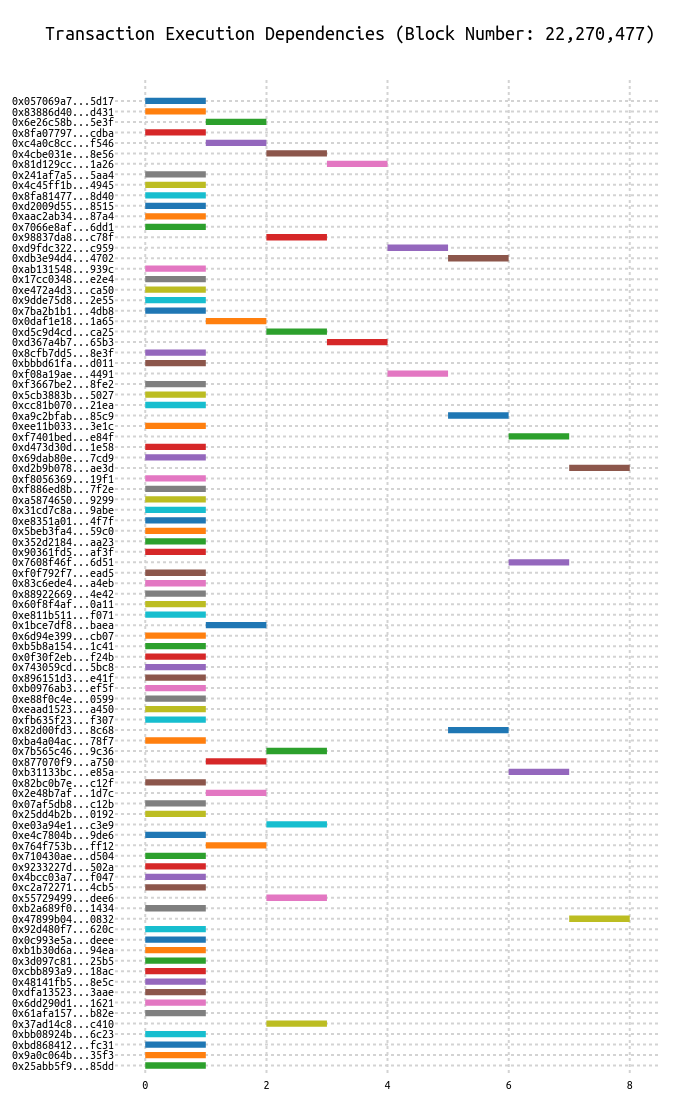 Transaction Execution Dependencies (Block Number: 22,270,477)
0x057069a7...5d17
0x83886d40...d431
0x6e26c58b...5e3f
0x8fa07797...cdba
0xc4a0c8cc...f546
0x4cbe031e...8e56
0x81d129cc...1a26
0x241af7a5...5aa4
0x4c45ff1b...4945
0x8fa81477...8d40
0xd2009d55...8515
0xaac2ab34...87a4
0x7066e8af...6dd1
0x98837da8...c78f
0xd9fdc322...c959
0xdb3e94d4...4702
0xab131548...939c
0x17cc0348...e2e4
0xe472a4d3...ca50
0x9dde75d8...2e55
0x7ba2b1b1...4db8
0x0daf1e18...1a65
0xd5c9d4cd...ca25
0xd367a4b7...65b3
0x8cfb7dd5...8e3f
0xbbbd61fa...d011
0xf08a19ae...4491
0xf3667be2...8fe2
0x5cb3883b...5027
0xcc81b070...21ea
0xa9c2bfab...85c9
0xee11b033...3e1c
0xf7401bed...e84f
0xd473d30d...1e58
0x69dab80e...7cd9
0xd2b9b078...ae3d
0xf8056369...19f1
0xf886ed8b...7f2e
0xa5874650...9299
0x31cd7c8a...9abe
0xe8351a01...4f7f
0x5beb3fa4...59c0
0x352d2184...aa23
0x90361fd5...af3f
0x7608f46f...6d51
0xf0f792f7...ead5
0x83c6ede4...a4eb
0x88922669...4e42
0x60f8f4af...0a11
0xe811b511...f071
0x1bce7df8...baea
0x6d94e399...cb07
0xb5b8a154...1c41
0x0f30f2eb...f24b
0x743059cd...5bc8
0x896151d3...e41f
0xb0976ab3...ef5f
0xe88f0c4e...0599
0xeaad1523...a450
0xfb635f23...f307
0x82d00fd3...8c68
0xba4a04ac...78f7
0x7b565c46...9c36
0x877070f9...a750
0xb31133bc...e85a
0x82bc0b7e...c12f
0x2e48b7af...1d7c
0x07af5db8...c12b
0x25dd4b2b...0192
0xe03a94e1...c3e9
0xe4c7804b...9de6
0x764f753b...ff12
0x710430ae...d504
0x9233227d...502a
0x4bcc03a7...f047
0xc2a72271...4cb5
0x55729499...dee6
0xb2a689f0...1434
0x47899b04...0832
0x92d480f7...620c
0x0c993e5a...deee
0xb1b30d6a...94ea
0x3d097c81...25b5
0xcbb893a9...18ac
0x48141fb5...8e5c
0xdfa13523...3aae
0x6dd290d1...1621
0x61afa157...b82e
0x37ad14c8...c410
0xbb08924b...6c23
0xbd868412...fc31
0x9a0c064b...35f3
0x25abb5f9...85dd
0 2 4 6 8